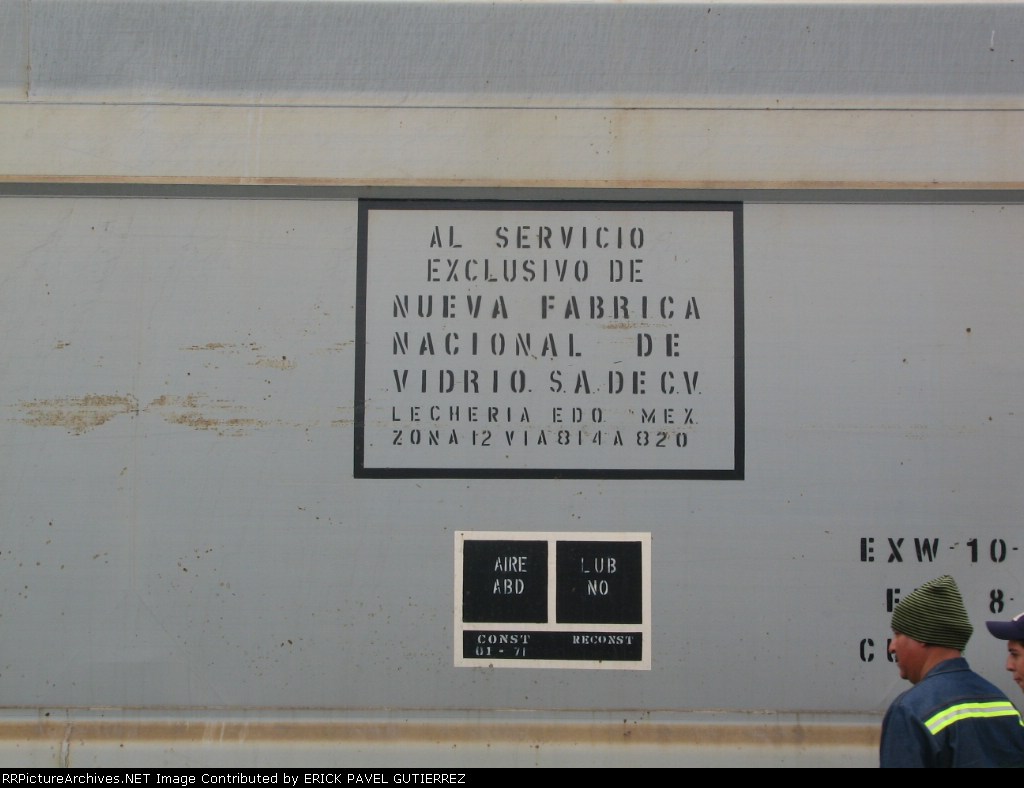 AL SERVICIO
EXCLUSIVO DE
NUEVA FABRICA
NACIONAL DE
VIDRIO. S.A. DE C.V.
LECHERIA EDO. MEX.
ZONA 12 VIA 814 A 820
AIRE
ABD
LUB
NO
CONST RECONST
01 - 71
EXW 10-
8-
RRPictureArchives.NET Image Contributed by ERICK PAVEL GUTIERREZ